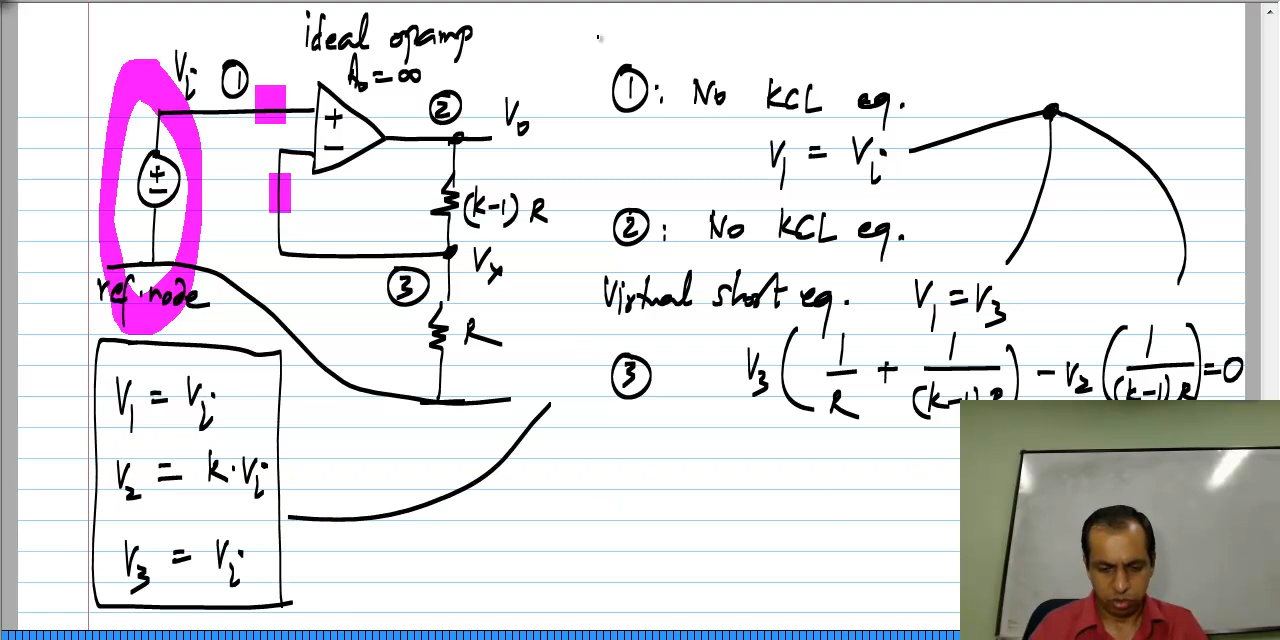 ideal opamp
A₀ = ∞
Vi ①
+
−
② Vo
+
−
(k−1) R
Vx
③
ref. node
R
V₁ = Vi
V₂ = k·Vi
V₃ = Vi
①: No KCL eq.
V₁ = Vi
②: No KCL eq.
Virtual short eq. V₁ = V₃
③ V₃ ( 1/R + 1/(k−1)R ) − V₂ ( 1/(k−1)R ) = 0